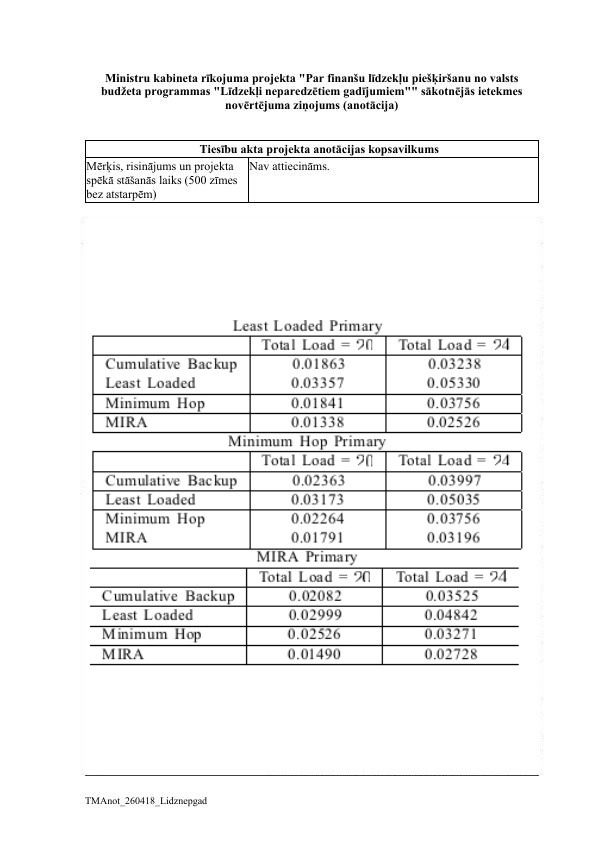 Ministru kabineta rīkojuma projekta "Par finanšu līdzekļu piešķiršanu no valsts
budžeta programmas "Līdzekļi neparedzētiem gadījumiem"" sākotnējās ietekmes
novērtējuma ziņojums (anotācija)
Tiesību akta projekta anotācijas kopsavilkums
Mērķis, risinājums un projekta Nav attiecināms.
spēkā stāšanās laiks (500 zīmes
bez atstarpēm)
Least Loaded Primary
Total Load = 20 Total Load = 24
Cumulative Backup 0.01863 0.03238
Least Loaded 0.03357 0.05330
Minimum Hop 0.01841 0.03756
MIRA 0.01338 0.02526
Minimum Hop Primary
Total Load = 20 Total Load = 24
Cumulative Backup 0.02363 0.03997
Least Loaded 0.03173 0.05035
Minimum Hop 0.02264 0.03756
MIRA 0.01791 0.03196
MIRA Primary
Total Load = 20 Total Load = 24
Cumulative Backup 0.02082 0.03525
Least Loaded 0.02999 0.04842
Minimum Hop 0.02526 0.03271
MIRA 0.01490 0.02728
TMAnot_260418_Lidznepgad